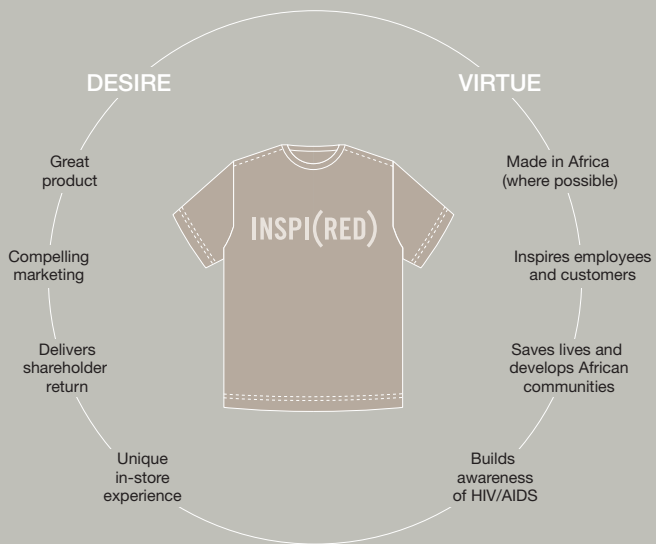 DESIRE
Great
product
Compelling
marketing
Delivers
shareholder
return
Unique
in-store
experience
INSPI(RED)
VIRTUE
Made in Africa
(where possible)
Inspires employees
and customers
Saves lives and
develops African
communities
Builds
awareness
of HIV/AIDS